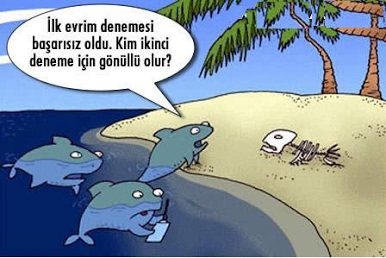 İlk evrim denemesi
başarısız oldu. Kim ikinci
deneme için gönüllü olur?